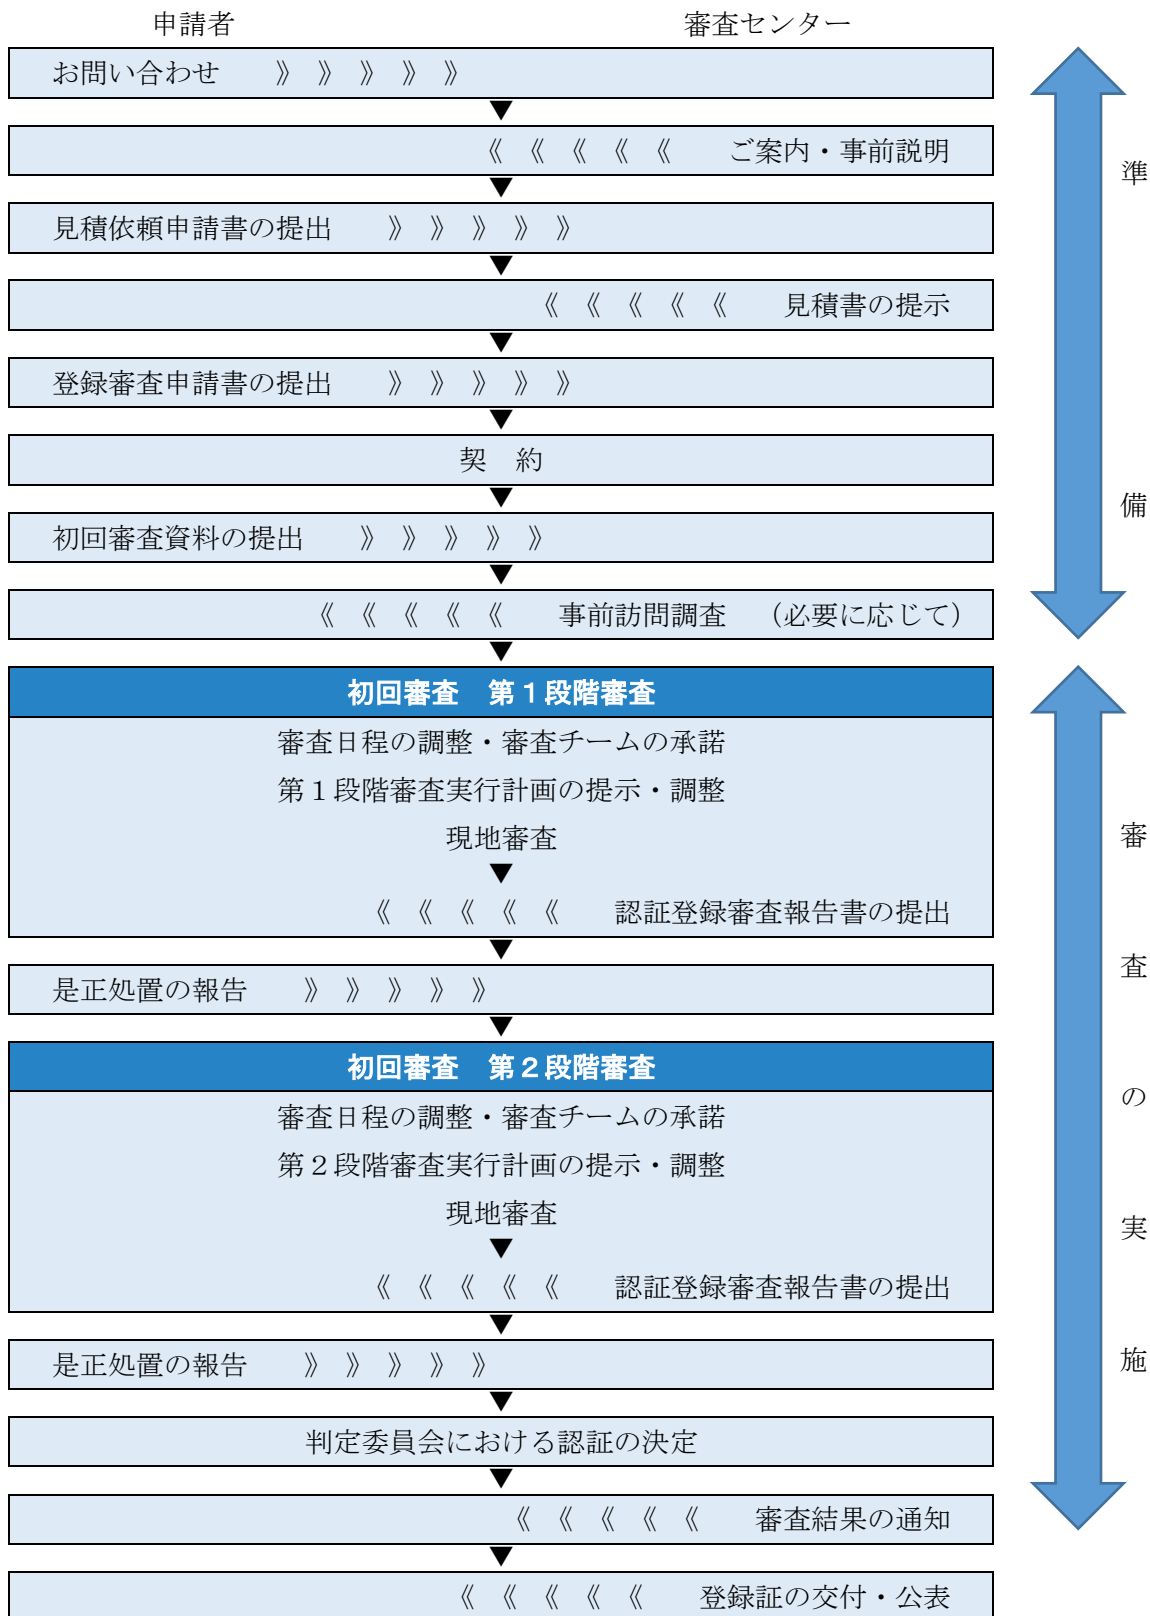 申請者　審査センター
お問い合わせ　》　》　》　》　》
▼
《　《　《　《　《　ご案内・事前説明
▼
見積依頼申請書の提出　》　》　》　》　》
▼
《　《　《　《　《　見積書の提示
▼
登録審査申請書の提出　》　》　》　》　》
▼
契　約
▼
初回審査資料の提出　》　》　》　》　》
▼
《　《　《　《　《　事前訪問調査　（必要に応じて）
▼
準備
初回審査　第１段階審査
審査日程の調整・審査チームの承諾
第１段階審査実行計画の提示・調整
現地審査
▼
《　《　《　《　《　認証登録審査報告書の提出
▼
是正処置の報告　》　》　》　》　》
▼
初回審査　第２段階審査
審査日程の調整・審査チームの承諾
第２段階審査実行計画の提示・調整
現地審査
▼
《　《　《　《　《　認証登録審査報告書の提出
▼
是正処置の報告　》　》　》　》　》
▼
判定委員会における認証の決定
▼
《　《　《　《　《　審査結果の通知
▼
審査の実施
《　《　《　《　《　登録証の交付・公表